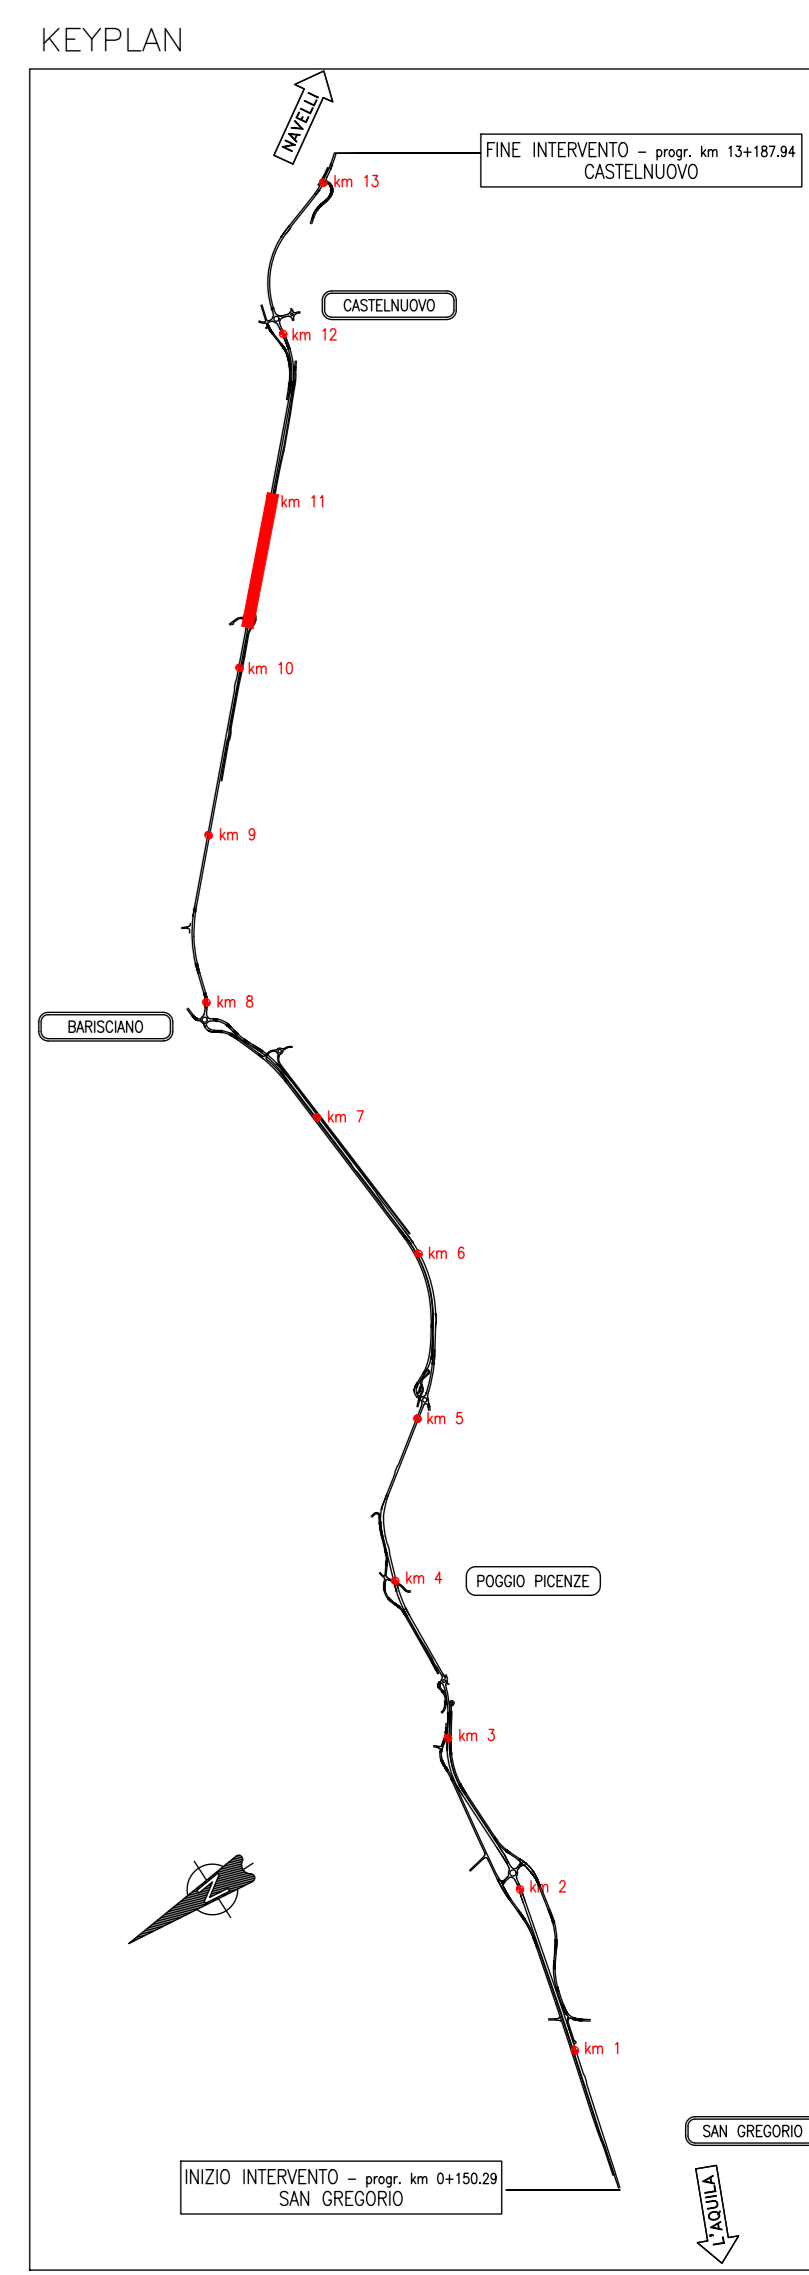 KEYPLAN
NAVELLI
FINE INTERVENTO – progr. km 13+187.94
CASTELNUOVO
km 13
CASTELNUOVO
km 12
km 11
km 10
km 9
km 8
BARISCIANO
km 7
km 6
km 5
km 4
POGGIO PICENZE
km 3
km 2
N
km 1
SAN GREGORIO
INIZIO INTERVENTO – progr. km 0+150.29
SAN GREGORIO
L'AQUILA